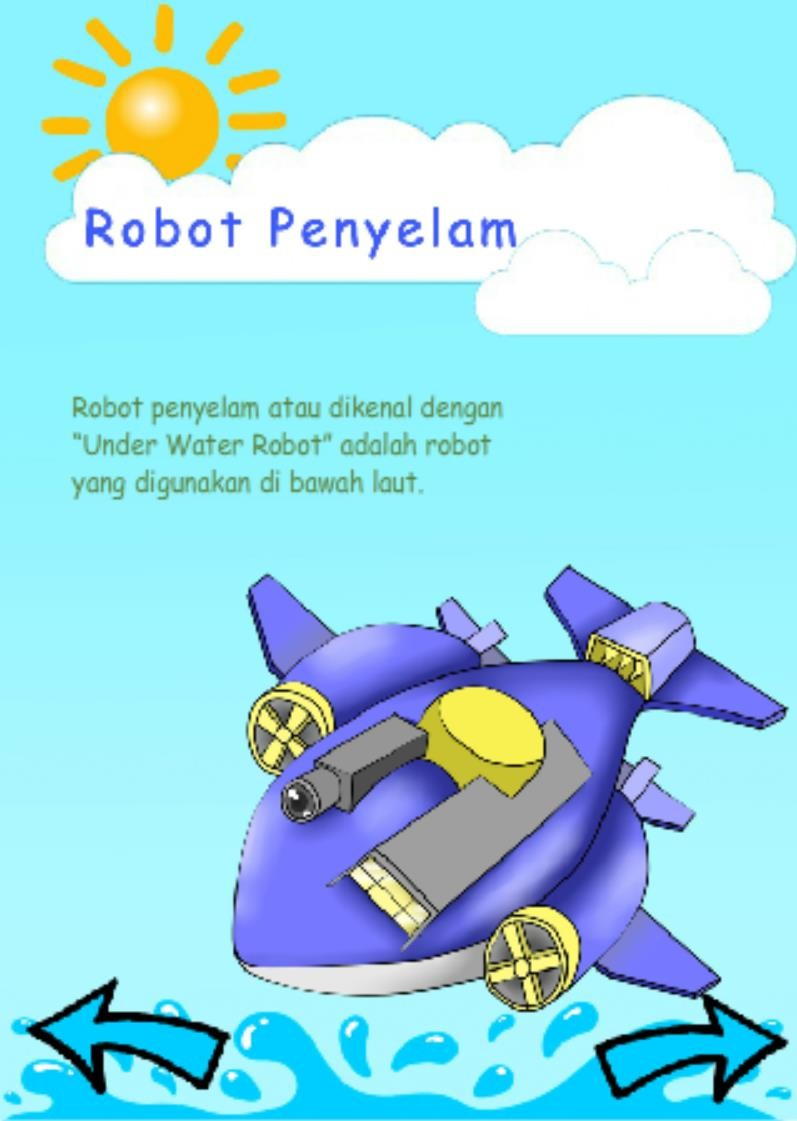 Robot Penyelam
Robot penyelam atau dikenal dengan
“Under Water Robot” adalah robot
yang digunakan di bawah laut.